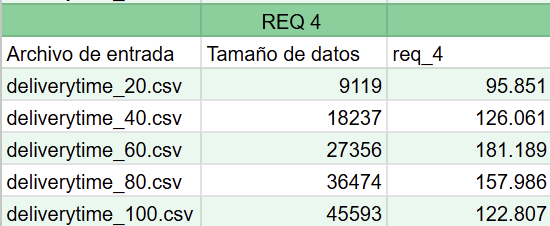 REQ 4
Archivo de entrada Tamaño de datos req_4
deliverytime_20.csv 9119 95.851
deliverytime_40.csv 18237 126.061
deliverytime_60.csv 27356 181.189
deliverytime_80.csv 36474 157.986
deliverytime_100.csv 45593 122.807